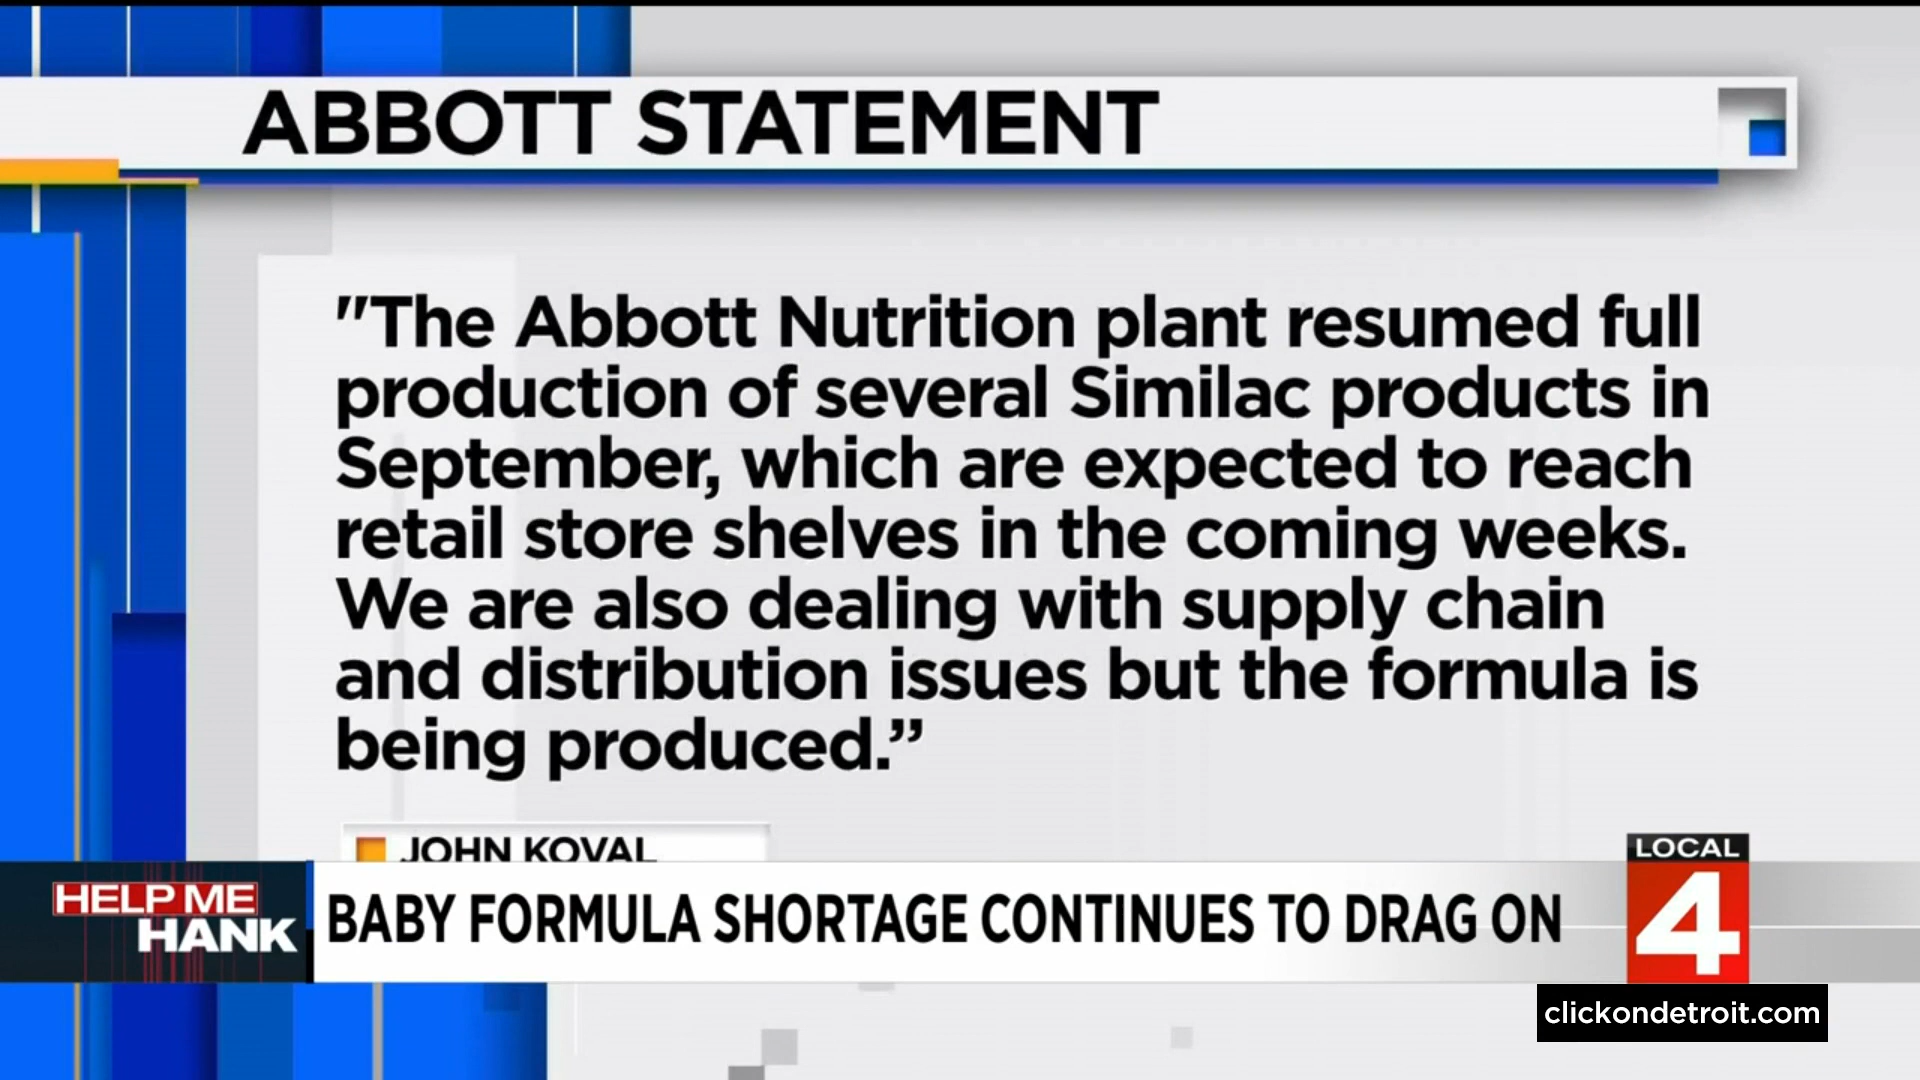 ABBOTT STATEMENT
"The Abbott Nutrition plant resumed full
production of several Similac products in
September, which are expected to reach
retail store shelves in the coming weeks.
We are also dealing with supply chain
and distribution issues but the formula is
being produced.”
JOHN KOVAL
HELP ME
HANK
BABY FORMULA SHORTAGE CONTINUES TO DRAG ON
LOCAL
4
clickondetroit.com